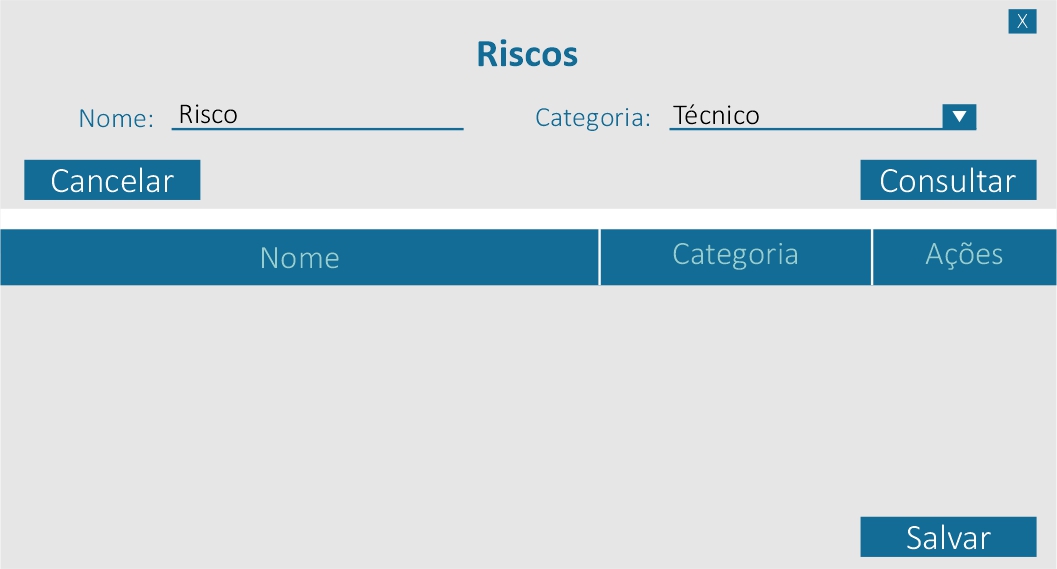 X
Riscos
Nome: Risco Categoria: Técnico
Cancelar Consultar
Nome Categoria Ações
Salvar